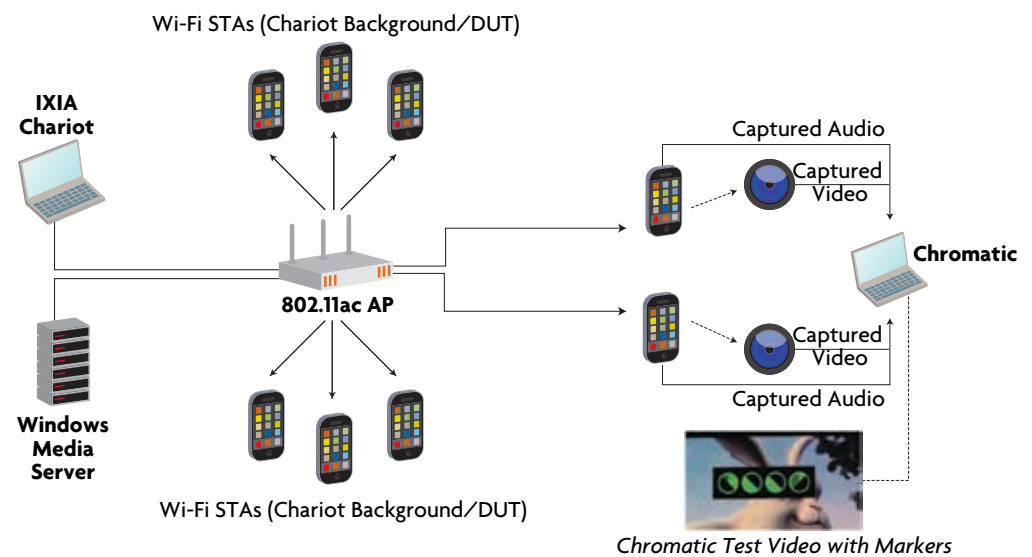 Wi-Fi STAs (Chariot Background/DUT)
IXIA
Chariot
Captured Audio
Captured
Video
Chromatic
802.11ac AP
Captured
Video
Captured Audio
Windows
Media
Server
Wi-Fi STAs (Chariot Background/DUT)
Chromatic Test Video with Markers